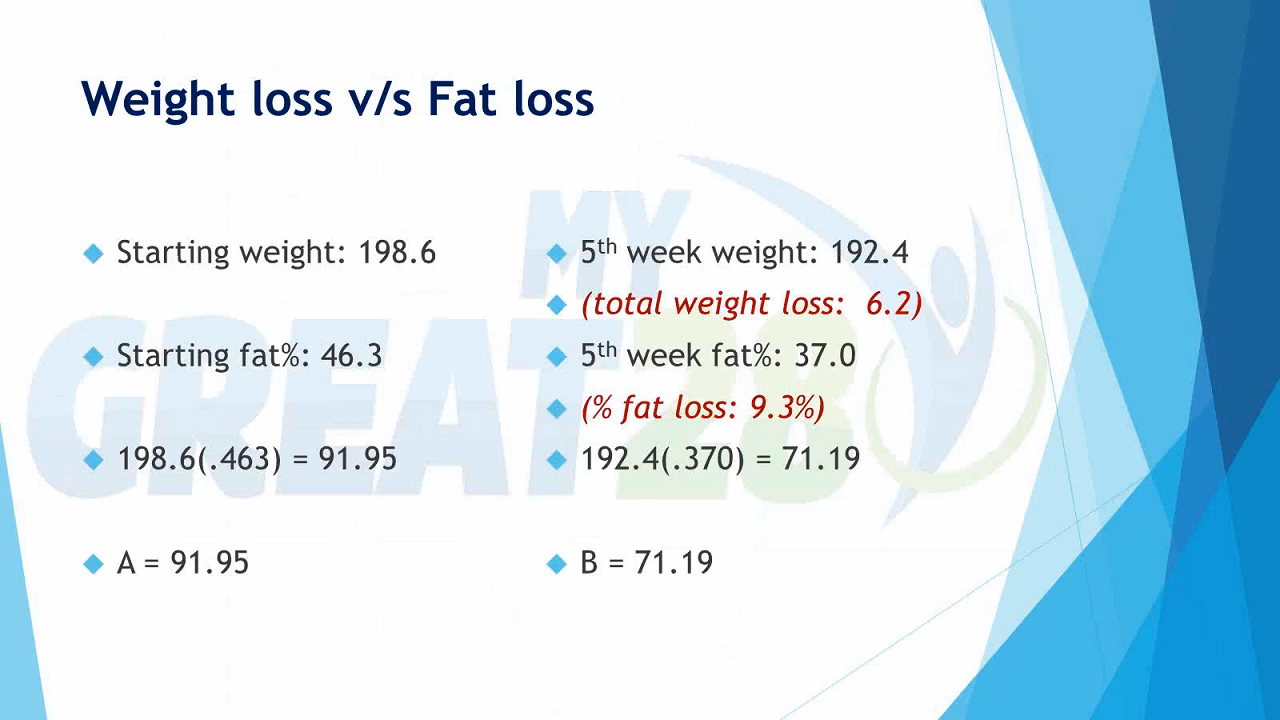 Weight loss v/s Fat loss
Starting weight: 198.6
Starting fat%: 46.3
198.6(.463) = 91.95
A = 91.95
5th week weight: 192.4
(total weight loss:  6.2)
5th week fat%: 37.0
(% fat loss: 9.3%)
192.4(.370) = 71.19
B = 71.19
MY
GREAT28